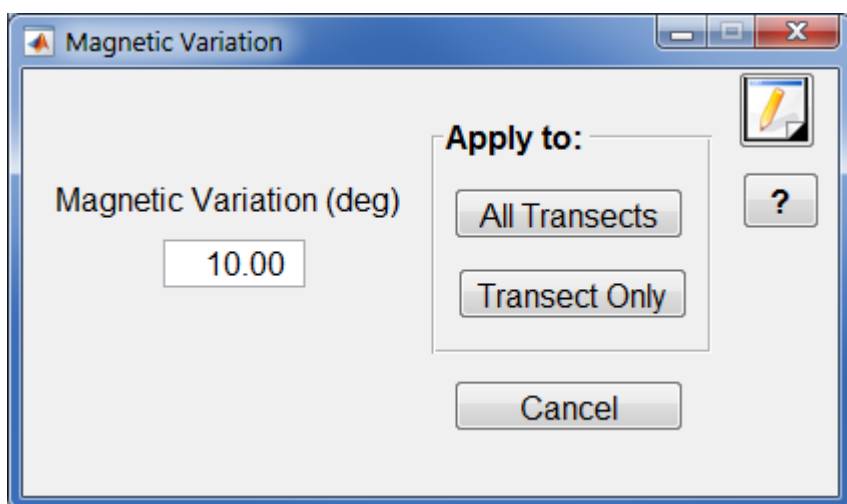 Magnetic Variation
Apply to:
Magnetic Variation (deg)
10.00
All Transects
Transect Only
Cancel
?